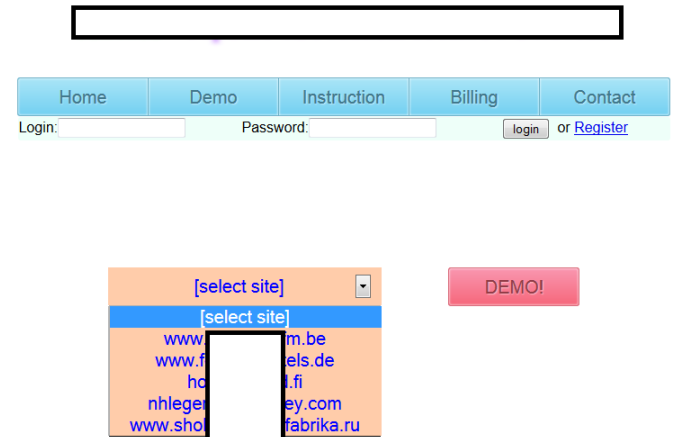 Home Demo Instruction Billing Contact
Login: Password: login or Register
[select site] DEMO!
[select site]
www. m.be
www.f els.de
ho .fi
nhleger ey.com
www.shol fabrika.ru